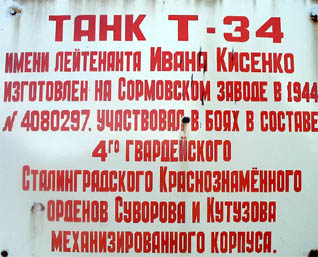 ТАНК Т-34
ИМЕНИ ЛЕЙТЕНАНТА ИВАНА КИСЕНКО
ИЗГОТОВЛЕН НА СОРМОВСКОМ ЗАВОДЕ В 1944
N 4080297. УЧАСТВОВАЛ В БОЯХ В СОСТАВЕ
4ГО ГВАРДЕЙСКОГО
СТАЛИНГРАДСКОГО КРАСНОЗНАМЁННОГО
ОРДЕНОВ СУВОРОВА И КУТУЗОВА
МЕХАНИЗИРОВАННОГО КОРПУСА.